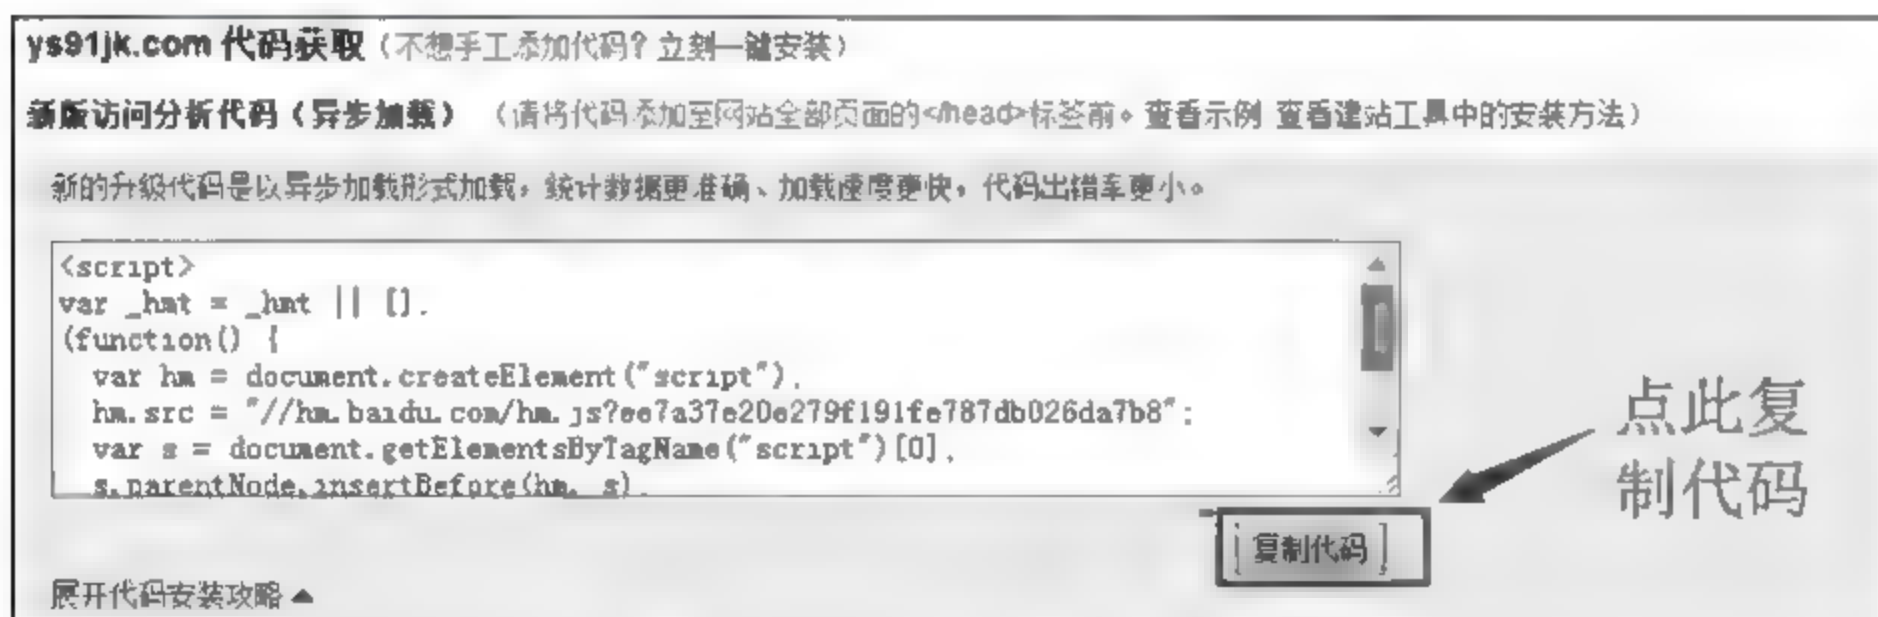 ys91jk.com 代码获取（不想手工添加代码？立刻一键安装）
新版访问分析代码（异步加载） （请将代码添加至网站全部页面的</head>标签前。查看示例 查看建站工具中的安装方法）
新的升级代码是以异步加载形式加载，统计数据更准确、加载速度更快，代码出错率更小。
<script>
var _hmt = _hmt || [];
(function() {
var hm = document.createElement("script");
hm.src = "//hm.baidu.com/hm.js?ee7a37e20e279f191fe787db026da7b8";
var s = document.getElementsByTagName("script")[0];
s.parentNode.insertBefore(hm, s);
点此复
制代码
复制代码
展开代码安装攻略▲